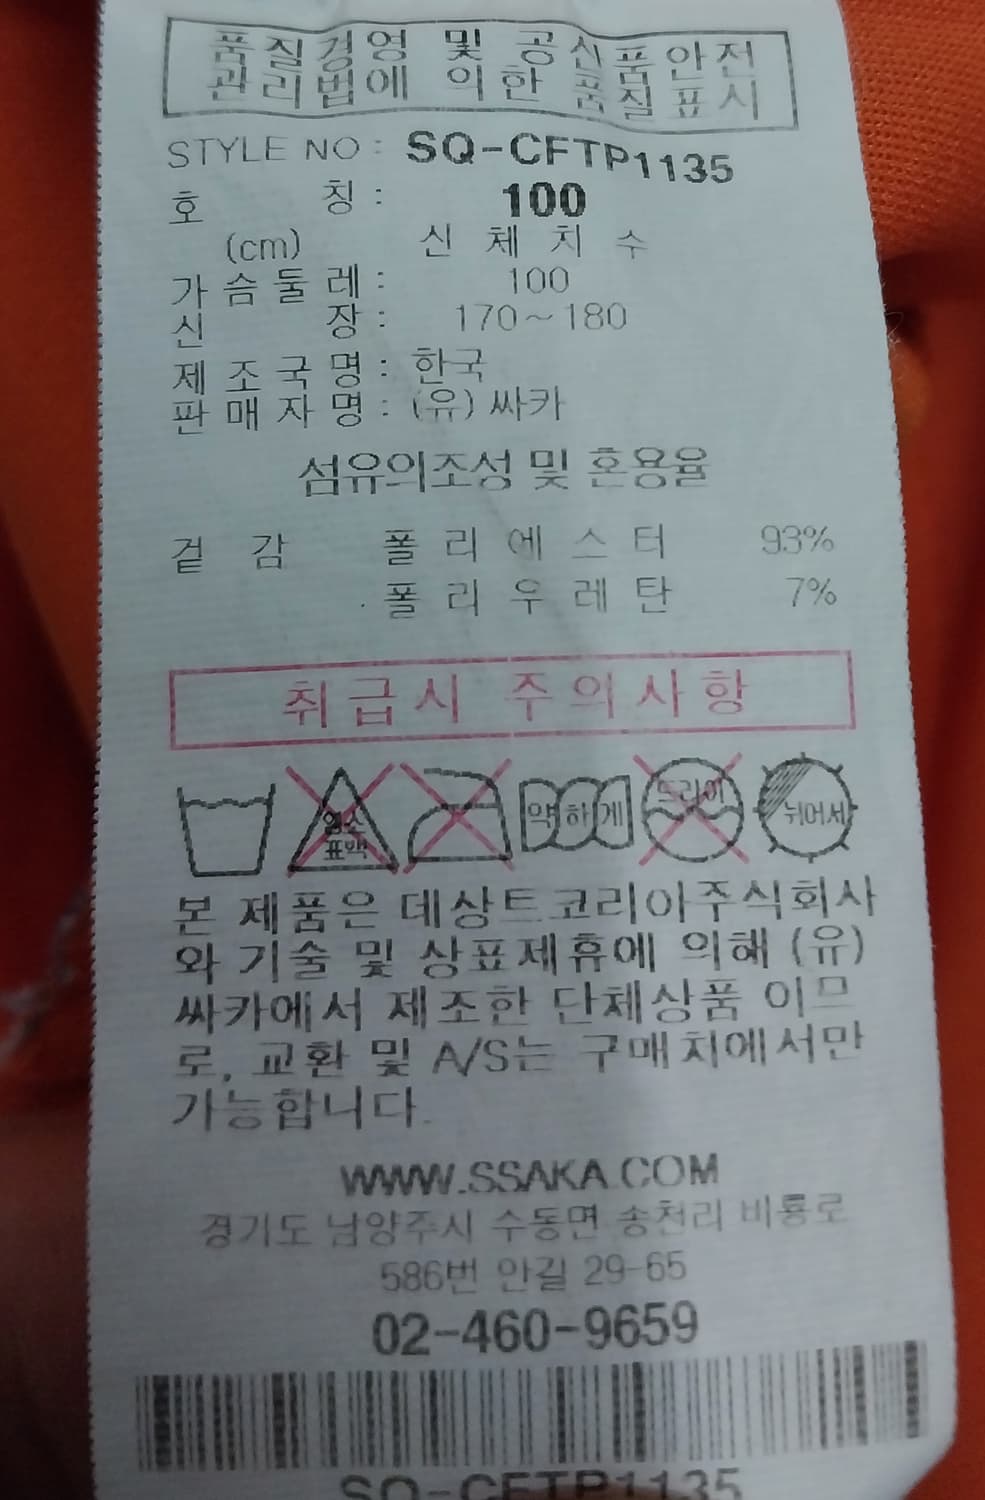 품질경영 및 공산품안전
관리법에 의한 품질표시
STYLE NO : SQ-CFTP1135
호 칭 : 100
(cm) 신 체 치 수
가 슴 둘 레 : 100
신 장 : 170~180
제 조 국 명 : 한국
판 매 자 명 : (유) 싸카
섬유의조성 및 혼용율
겉 감 폴 리 에 스 터 93%
폴 리 우 레 탄 7%
취급시 주의사항
염소
표백
약하게
드라이
뉘어서
본 제품은 데상트코리아주식회사
와 기술 및 상표제휴에 의해 (유)
싸카에서 제조한 단체상품 이므
로, 교환 및 A/S는 구매처에서만
가능합니다.
WWW.SSAKA.COM
경기도 남양주시 수동면 송천리 비룡로
586번 안길 29-65
02-460-9659
SQ-CFTP1135